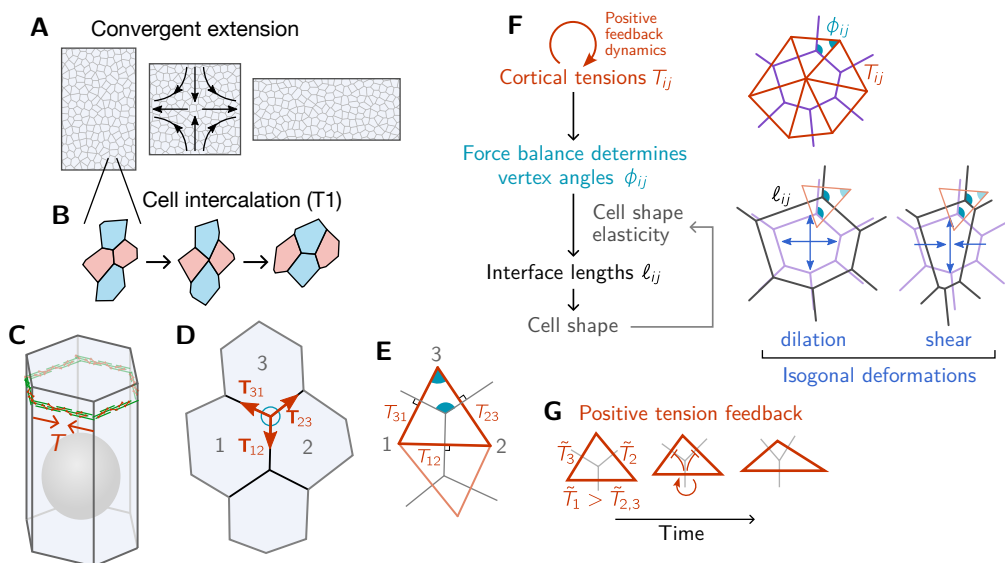 A
Convergent extension
B
Cell intercalation (T1)
C
T
D
3
T₃₁
T₂₃
T₁₂
1
2
E
3
T₃₁
T₂₃
1
2
T₁₂
F
Positive
feedback
dynamics
Cortical tensions Tᵢⱼ
Force balance determines
vertex angles ϕᵢⱼ
Cell shape
elasticity
Interface lengths ℓᵢⱼ
Cell shape
ϕᵢⱼ
Tᵢⱼ
ℓᵢⱼ
dilation
shear
Isogonal deformations
G
Positive tension feedback
T̃₃
T̃₂
T̃₁ > T̃₂,₃
Time